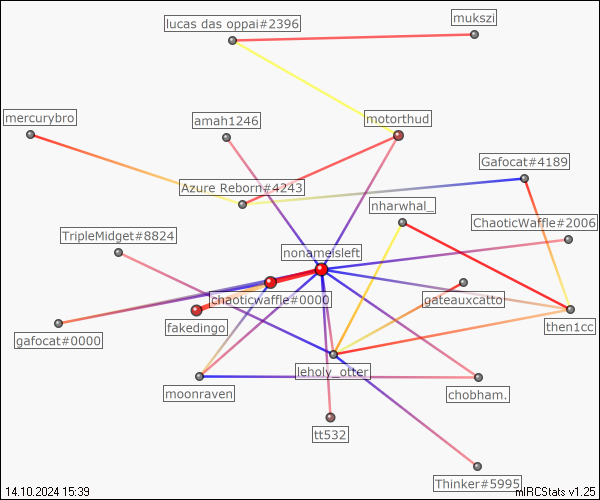 lucas das oppai#2396
mukszi
mercurybro
amah1246
motorthud
Gafocat#4189
Azure Reborn#4243
nharwhal_
ChaoticWaffle#2006
TripleMidget#8824
nonameisleft
chaoticwaffle#0000
gateauxcatto
fakedingo
then1cc
gafocat#0000
leholy_otter
moonraven
chobham.
tt532
Thinker#5995
14.10.2024 15:39
mIRCStats v1.25